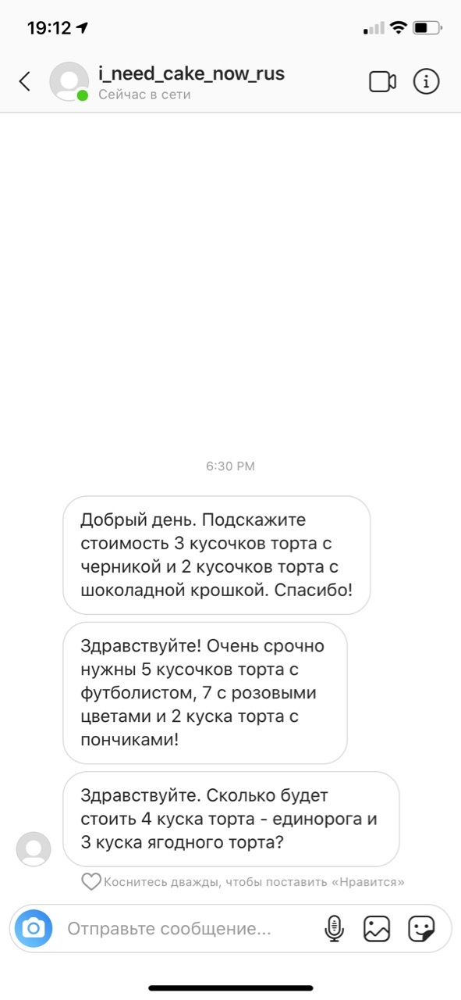 19:12
i_need_cake_now_rus
Сейчас в сети
6:30 PM
Добрый день. Подскажите
стоимость 3 кусочков торта с
черникой и 2 кусочков торта с
шоколадной крошкой. Спасибо!
Здравствуйте! Очень срочно
нужны 5 кусочков торта с
футболистом, 7 с розовыми
цветами и 2 куска торта с
пончиками!
Здравствуйте. Сколько будет
стоить 4 куска торта - единорога и
3 куска ягодного торта?
Коснитесь дважды, чтобы поставить «Нравится»
Отправьте сообщение...